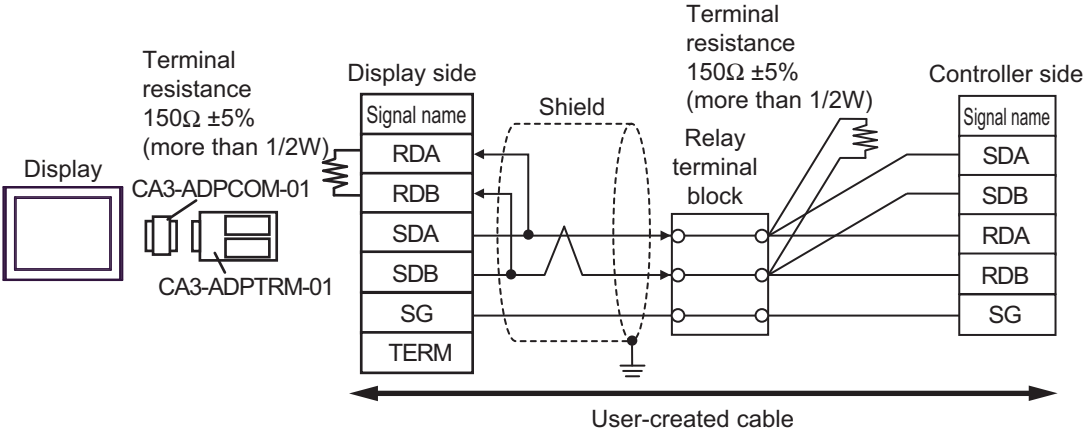 Terminal
resistance
150Ω ±5%
(more than 1/2W)
Display
CA3-ADPCOM-01
CA3-ADPTRM-01
Display side
Signal name
RDA
RDB
SDA
SDB
SG
TERM
Shield
Terminal
resistance
150Ω ±5%
(more than 1/2W)
Relay
terminal
block
Controller side
Signal name
SDA
SDB
RDA
RDB
SG
User-created cable